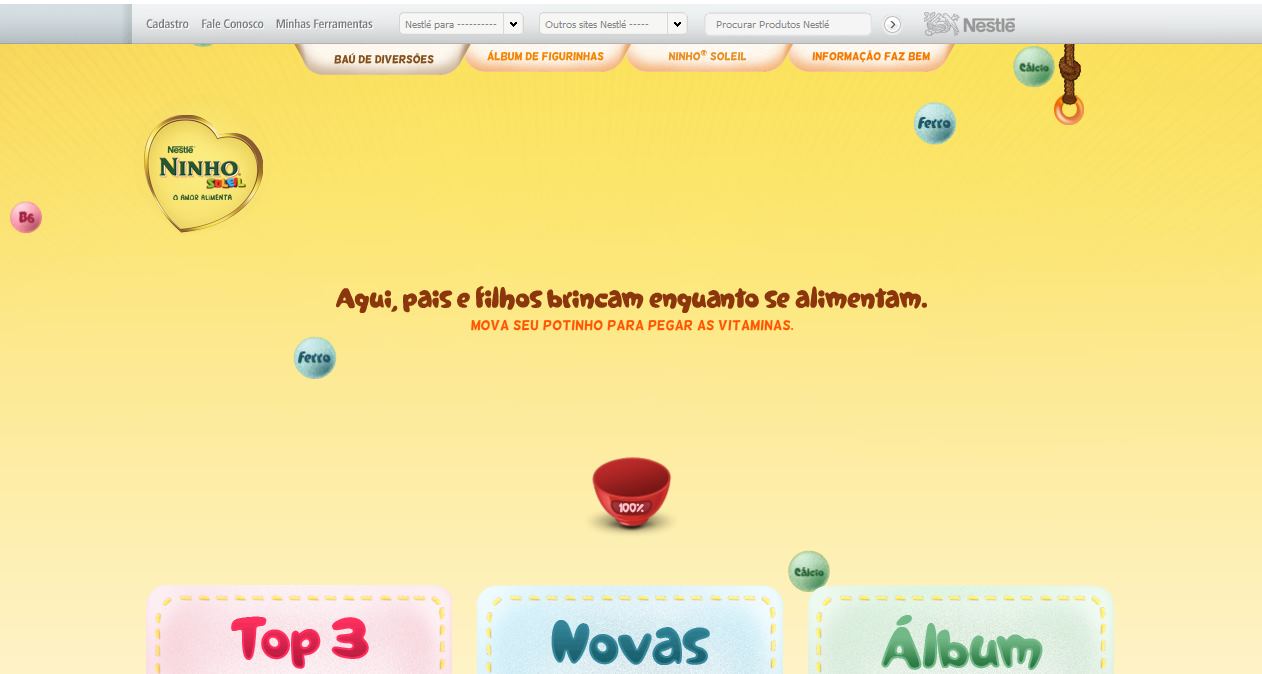 Cadastro Fale Conosco Minhas Ferramentas Nestlé para ---------- Outros sites Nestlé ----- Procurar Produtos Nestlé Nestlé
BAÚ DE DIVERSÕES ÁLBUM DE FIGURINHAS NINHO® SOLEIL INFORMAÇÃO FAZ BEM
Cálcio
Ferro
Nestlé
NINHO®
SOLEIL
O AMOR ALIMENTA
B6
Aqui, pais e filhos brincam enquanto se alimentam.
MOVA SEU POTINHO PARA PEGAR AS VITAMINAS.
Ferro
100%
Cálcio
Top 3 Novas Álbum